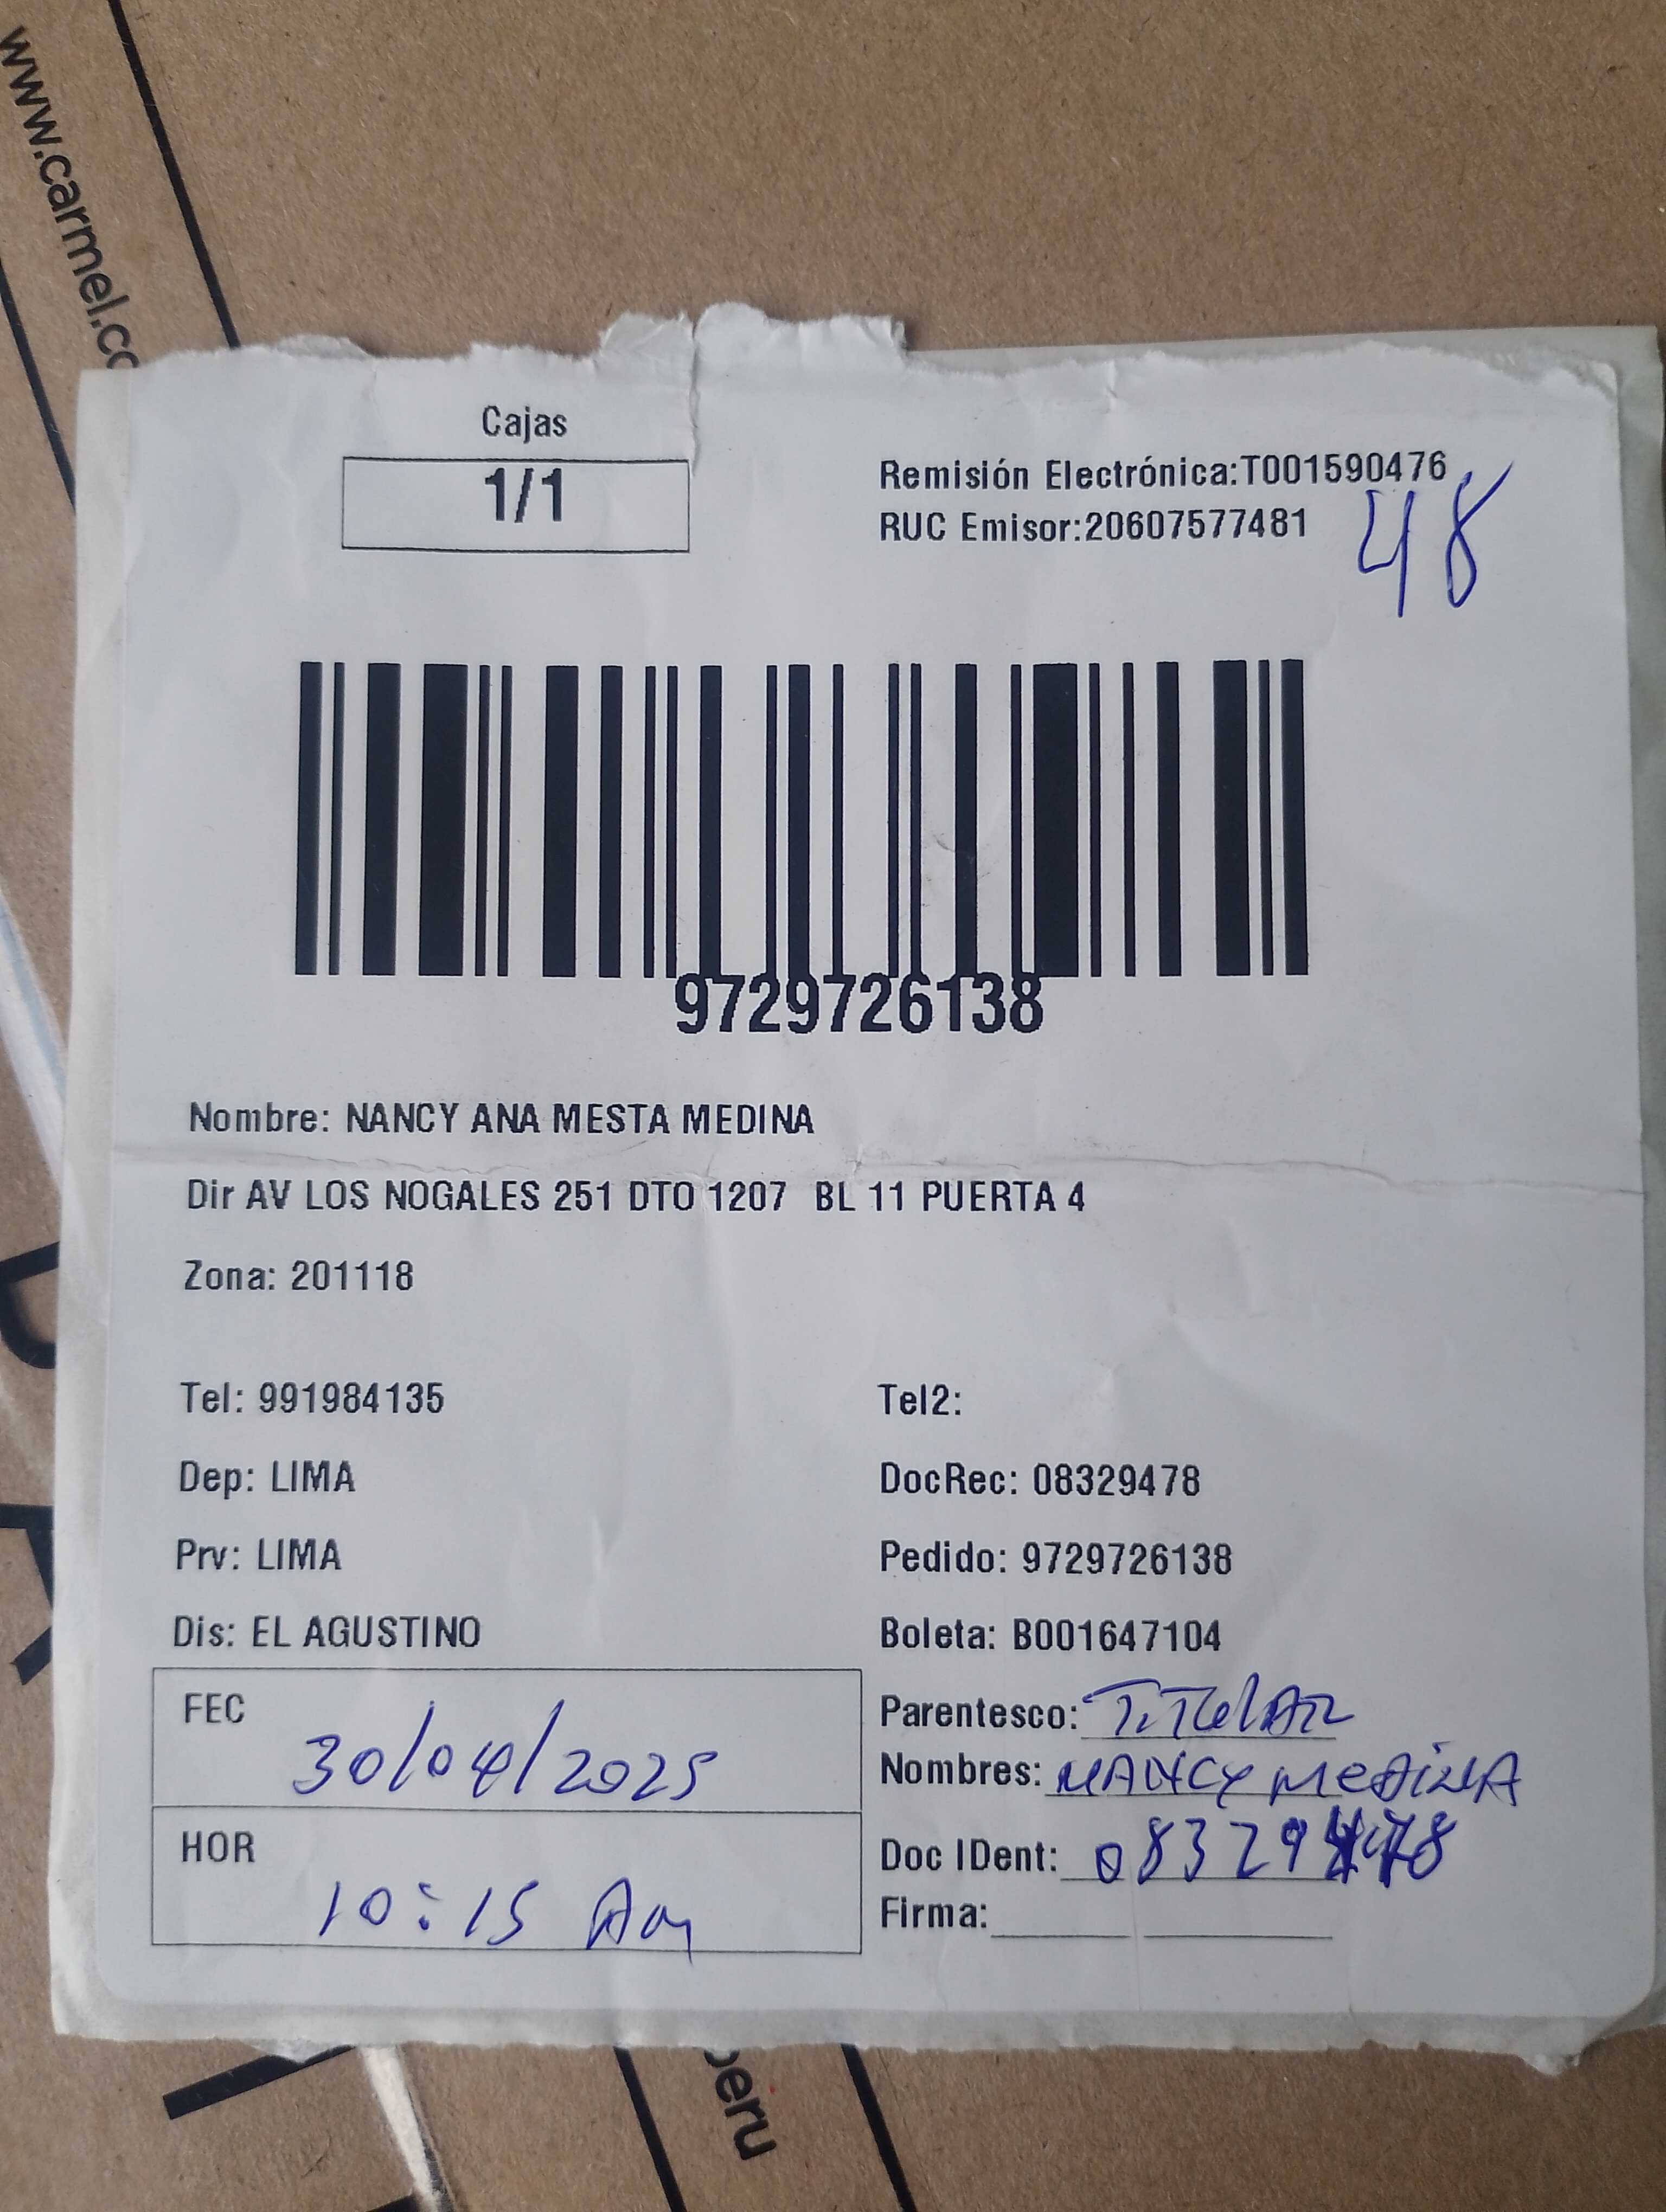 www.carmel.co
Cajas
1/1
Remisión Electrónica:T001590476
RUC Emisor:20607577481
48
9729726138
Nombre: NANCY ANA MESTA MEDINA
Dir AV LOS NOGALES 251 DTO 1207 BL 11 PUERTA 4
Zona: 201118
Tel: 991984135
Tel2:
Dep: LIMA
DocRec: 08329478
Prv: LIMA
Pedido: 9729726138
Dis: EL AGUSTINO
Boleta: B001647104
FEC
30/04/2025
Parentesco: TiTulAR
Nombres: NANCY MeDiNA
HOR
10:15 Am
Doc IDent: 08329478
Firma:
peru